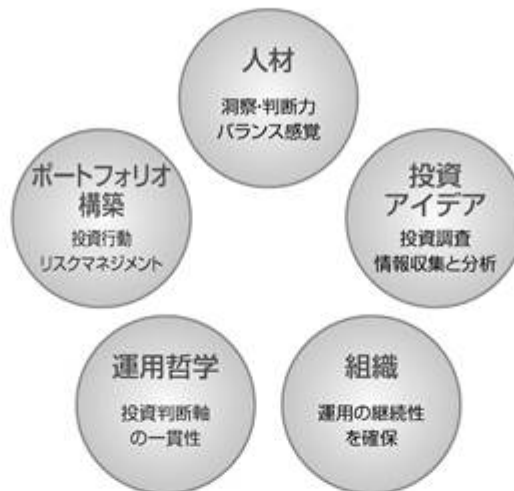 人材
洞察・判断力
バランス感覚
ポートフォリオ
構築
投資行動
リスクマネジメント
投資
アイデア
投資調査
情報収集と分析
運用哲学
投資判断軸
の一貫性
組織
運用の継続性
を確保